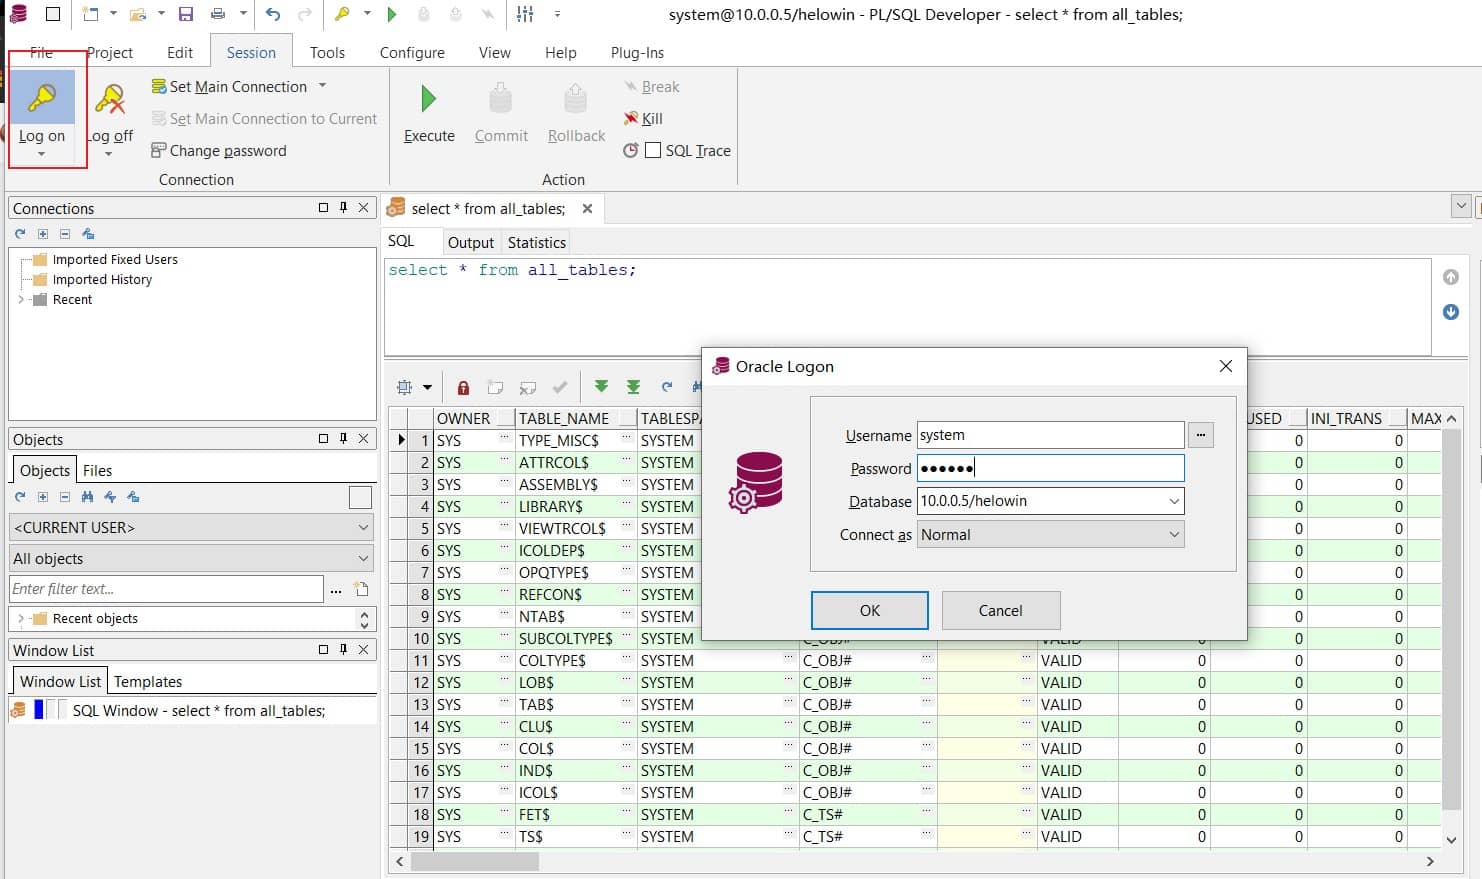 system@10.0.0.5/helowin - PL/SQL Developer - select * from all_tables;
File Project Edit Session Tools Configure View Help Plug-Ins
Log on
Log off
Set Main Connection
Set Main Connection to Current
Change password
Connection
Execute
Commit
Rollback
Break
Kill
SQL Trace
Action
Connections
Imported Fixed Users
Imported History
Recent
Objects
Objects Files
<CURRENT USER>
All objects
Enter filter text...
Recent objects
Window List
Window List Templates
SQL Window - select * from all_tables;
select * from all_tables;
SQL Output Statistics
select * from all_tables;
Oracle Logon
Username system
Password ●●●●●●
Database 10.0.0.5/helowin
Connect as Normal
OK Cancel
OWNER TABLE_NAME TABLESPA USED INI_TRANS MAX
1 SYS TYPE_MISC$ SYSTEM 0 0
2 SYS ATTRCOL$ SYSTEM 0 0
3 SYS ASSEMBLY$ SYSTEM 0 0
4 SYS LIBRARY$ SYSTEM 0 0
5 SYS VIEWTRCOL$ SYSTEM 0 0
6 SYS ICOLDEP$ SYSTEM 0 0
7 SYS OPQTYPE$ SYSTEM 0 0
8 SYS REFCON$ SYSTEM 0 0
9 SYS NTAB$ SYSTEM 0 0
10 SYS SUBCOLTYPE$ SYSTEM C_OBJ# VALID 0 0 0
11 SYS COLTYPE$ SYSTEM C_OBJ# VALID 0 0 0
12 SYS LOB$ SYSTEM C_OBJ# VALID 0 0 0
13 SYS TAB$ SYSTEM C_OBJ# VALID 0 0 0
14 SYS CLU$ SYSTEM C_OBJ# VALID 0 0 0
15 SYS COL$ SYSTEM C_OBJ# VALID 0 0 0
16 SYS IND$ SYSTEM C_OBJ# VALID 0 0 0
17 SYS ICOL$ SYSTEM C_OBJ# VALID 0 0 0
18 SYS FET$ SYSTEM C_TS# VALID 0 0 0
19 SYS TS$ SYSTEM C_TS# VALID 0 0 0